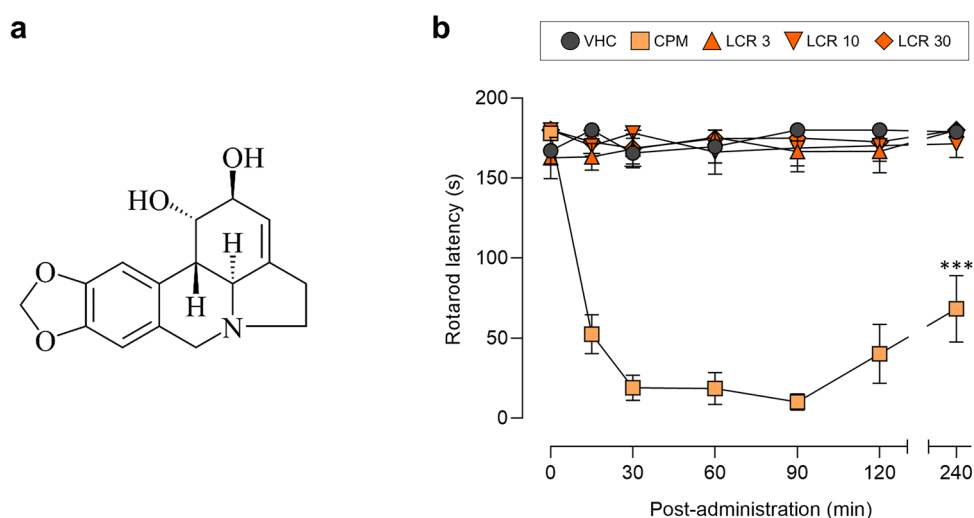 a
b
VHC CPM LCR 3 LCR 10 LCR 30
OH
HO
H
H
N
O
O
Rotarod latency (s)
200
150
100
50
0
***
0 30 60 90 120 240
Post-administration (min)